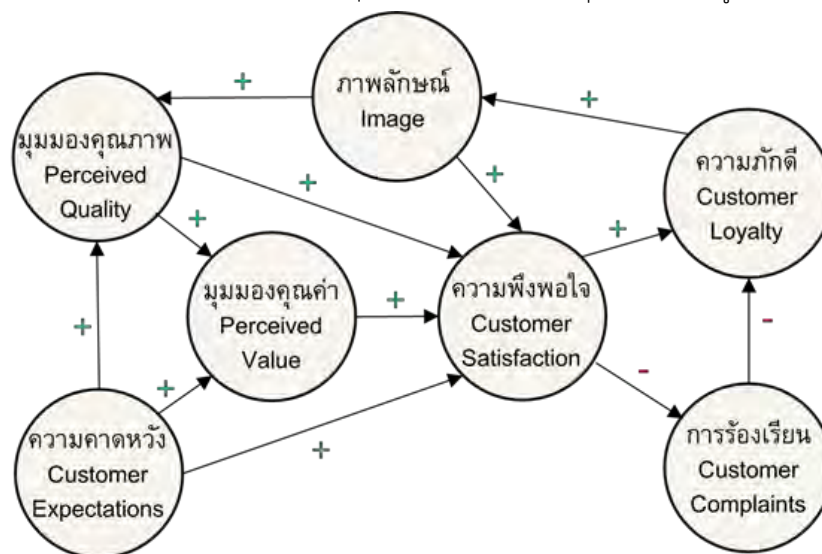 ภาพลักษณ์
Image
มุมมองคุณภาพ
Perceived
Quality
ความภักดี
Customer
Loyalty
มุมมองคุณค่า
Perceived
Value
ความพึงพอใจ
Customer
Satisfaction
ความคาดหวัง
Customer
Expectations
การร้องเรียน
Customer
Complaints
+
+
+
+
+
+
+
+
+
+
+
-
-